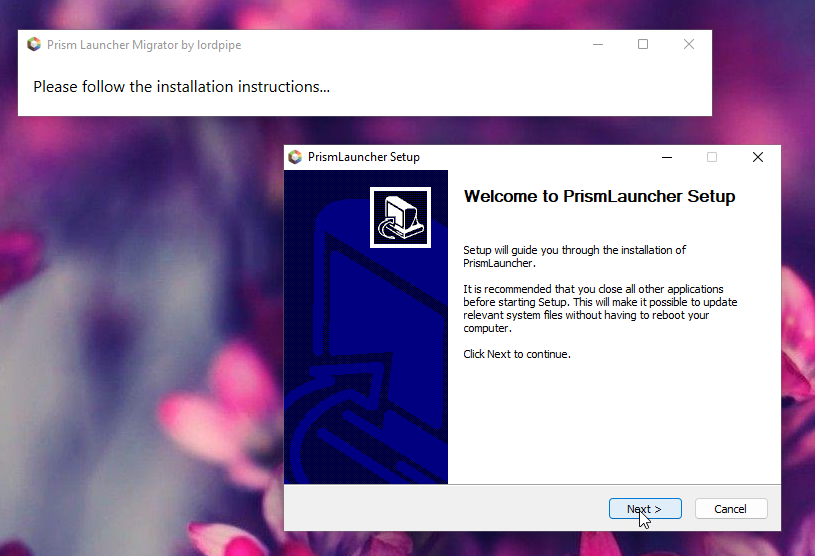 Prism Launcher Migrator by lordpipe
Please follow the installation instructions...
PrismLauncher Setup
Welcome to PrismLauncher Setup
Setup will guide you through the installation of
PrismLauncher.
It is recommended that you close all other applications
before starting Setup. This will make it possible to update
relevant system files without having to reboot your
computer.
Click Next to continue.
Next >
Cancel